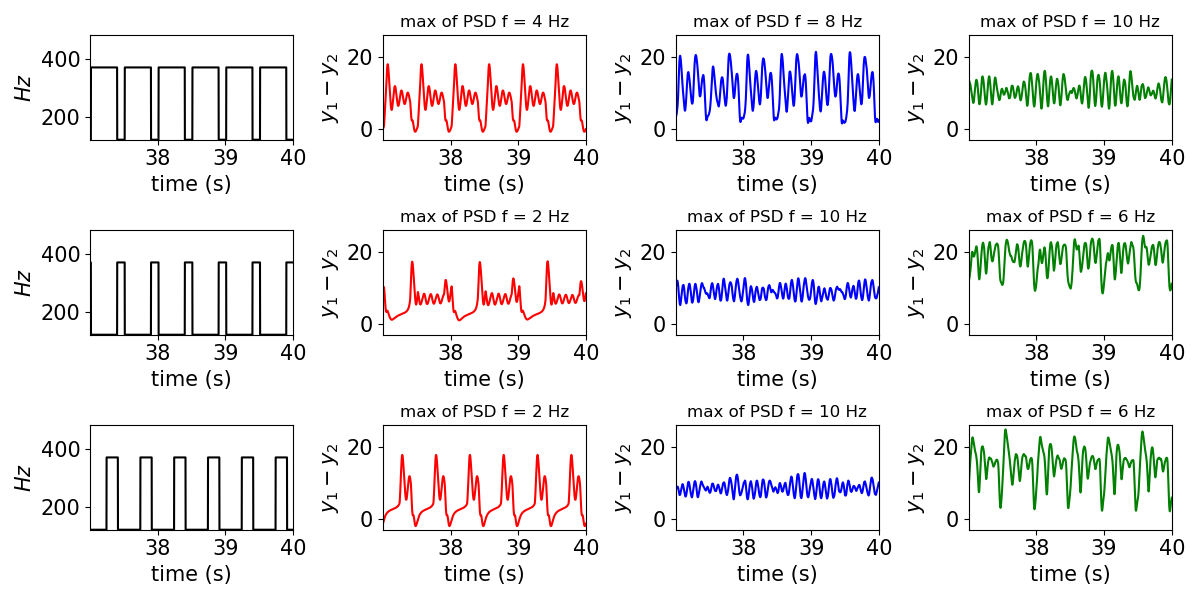 max of PSD f = 4 Hz
max of PSD f = 8 Hz
max of PSD f = 10 Hz
Hz
400
200
38
39
40
time (s)
y₁ − y₂
20
0
38
39
40
time (s)
y₁ − y₂
20
0
38
39
40
time (s)
y₁ − y₂
20
0
38
39
40
time (s)
max of PSD f = 2 Hz
max of PSD f = 10 Hz
max of PSD f = 6 Hz
Hz
400
200
38
39
40
time (s)
y₁ − y₂
20
0
38
39
40
time (s)
y₁ − y₂
20
0
38
39
40
time (s)
y₁ − y₂
20
0
38
39
40
time (s)
max of PSD f = 2 Hz
max of PSD f = 10 Hz
max of PSD f = 6 Hz
Hz
400
200
38
39
40
time (s)
y₁ − y₂
20
0
38
39
40
time (s)
y₁ − y₂
20
0
38
39
40
time (s)
y₁ − y₂
20
0
38
39
40
time (s)